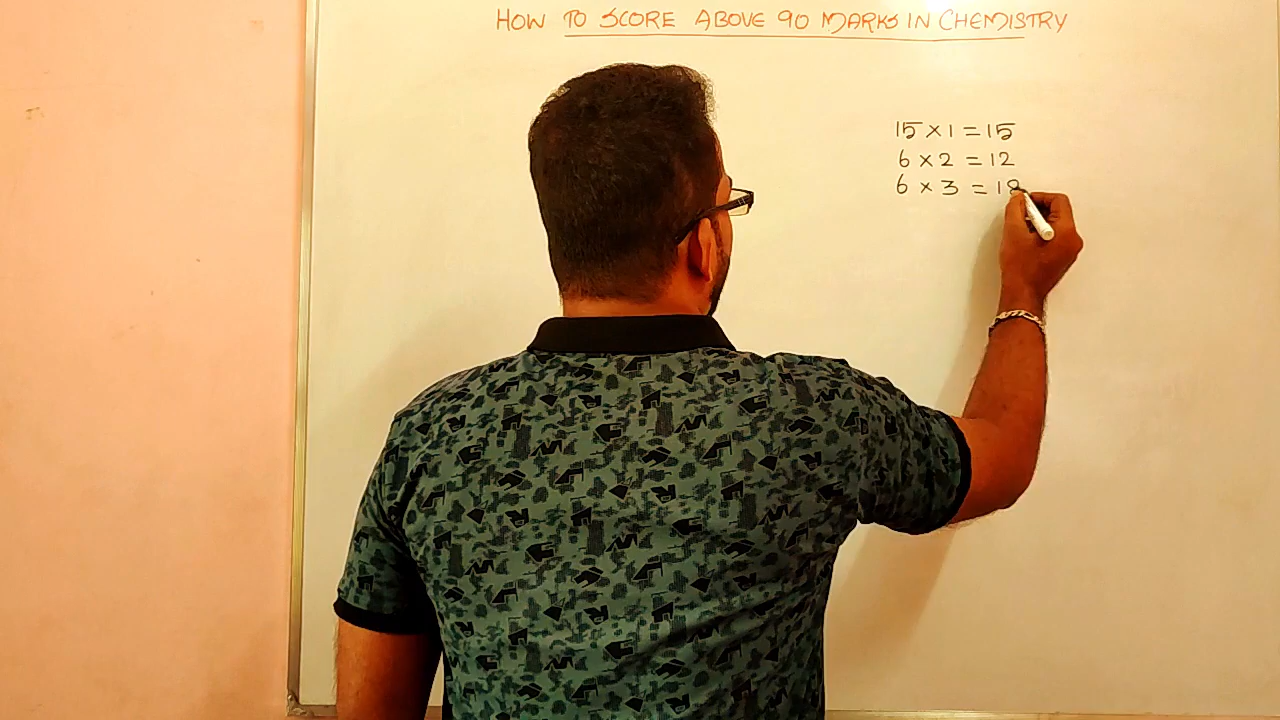 HOW TO SCORE ABOVE 90 MARKS IN CHEMISTRY
15 × 1 = 15
6 × 2 = 12
6 × 3 = 18